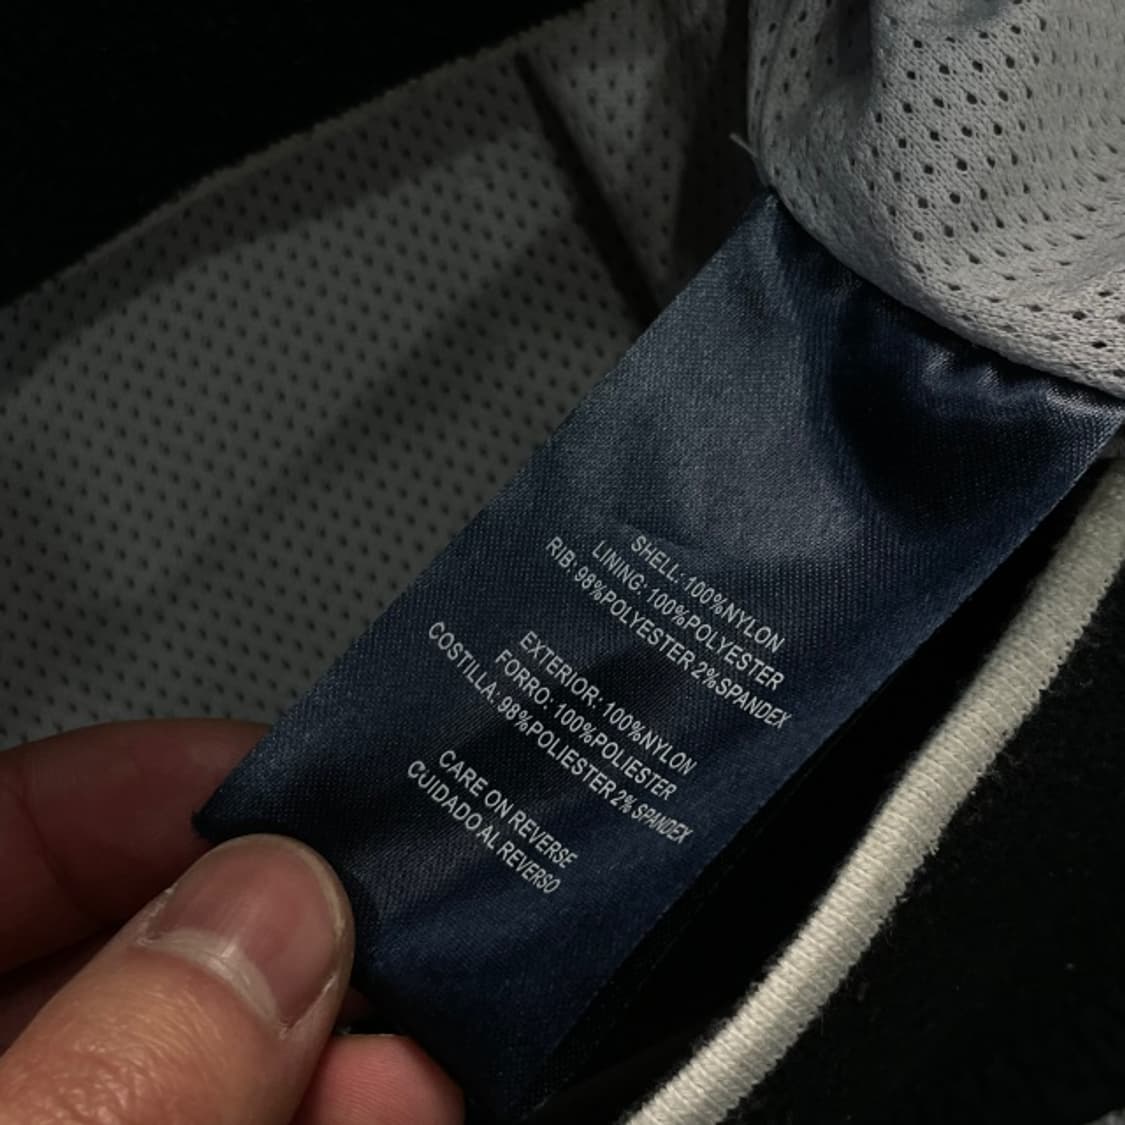 SHELL: 100%NYLON
LINING: 100%POLYESTER
RIB: 98%POLYESTER 2%SPANDEX
EXTERIOR: 100%NYLON
FORRO: 100%POLIESTER
COSTILLA: 98%POLIESTER 2% SPANDEX
CARE ON REVERSE
CUIDADO AL REVERSO